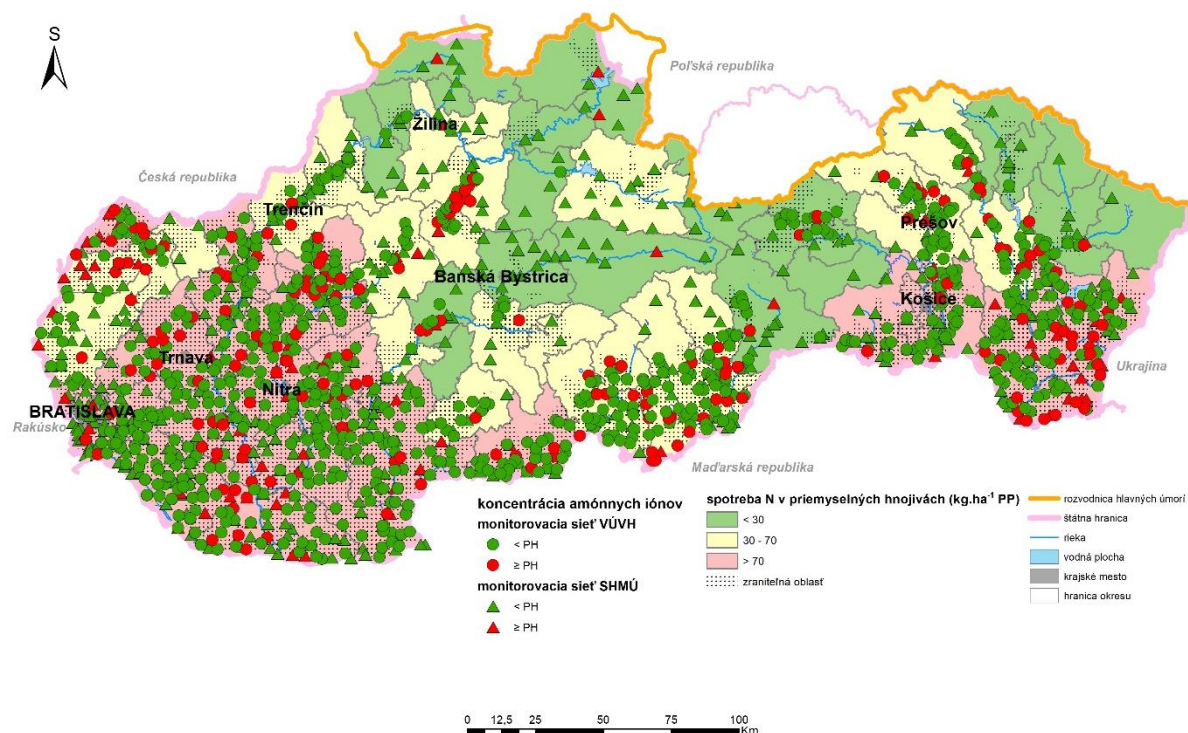 S
Poľská republika
Žilina
Česká republika
Trenčín
Prešov
Banská Bystrica
Košice
Trnava
Nitra
Ukrajina
BRATISLAVA
Rakúsko
Maďarská republika
koncentrácia amónnych iónov
monitorovacia sieť VÚVH
< PH
≥ PH
monitorovacia sieť SHMÚ
< PH
≥ PH
spotreba N v priemyselných hnojivách (kg.ha⁻¹ PP)
< 30
30 - 70
> 70
zraniteľná oblasť
rozvodnica hlavných úmorí
štátna hranica
rieka
vodná plocha
krajské mesto
hranica okresu
0 12,5 25 50 75 100
Km